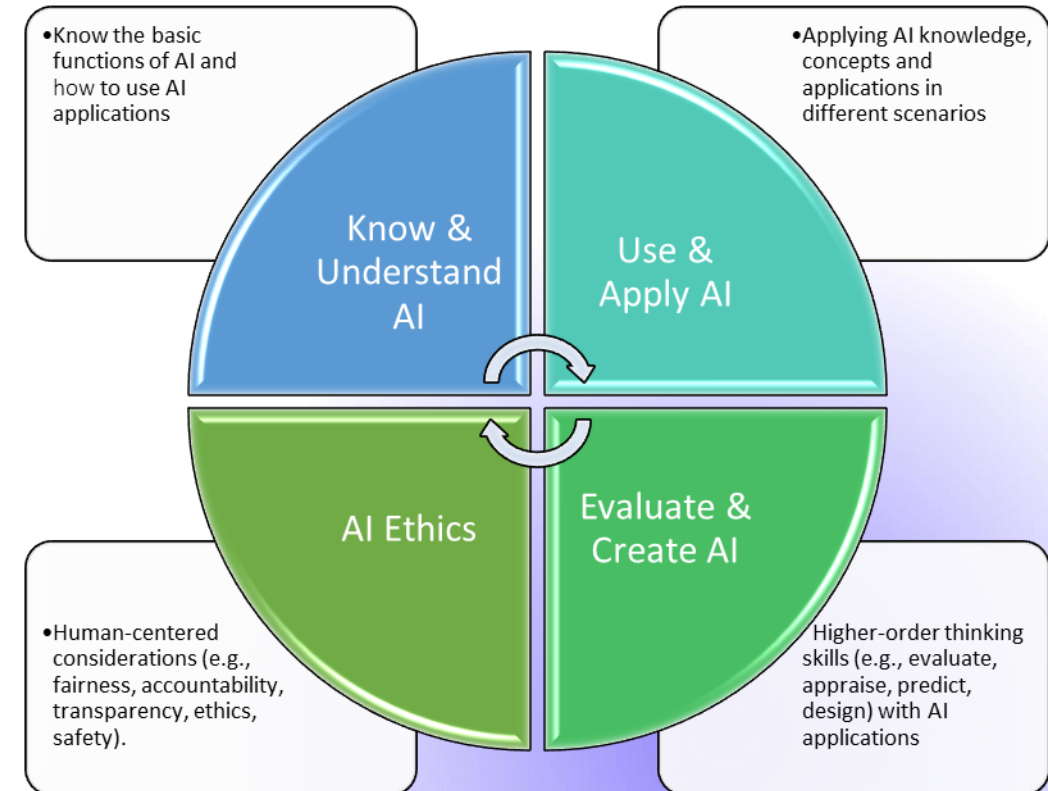 •Know the basic
functions of AI and
how to use AI
applications
•Applying AI knowledge,
concepts and
applications in
different scenarios
Know &
Understand
AI
Use &
Apply AI
AI Ethics
Evaluate &
Create AI
•Human-centered
considerations (e.g.,
fairness, accountability,
transparency, ethics,
safety).
Higher-order thinking
skills (e.g., evaluate,
appraise, predict,
design) with AI
applications